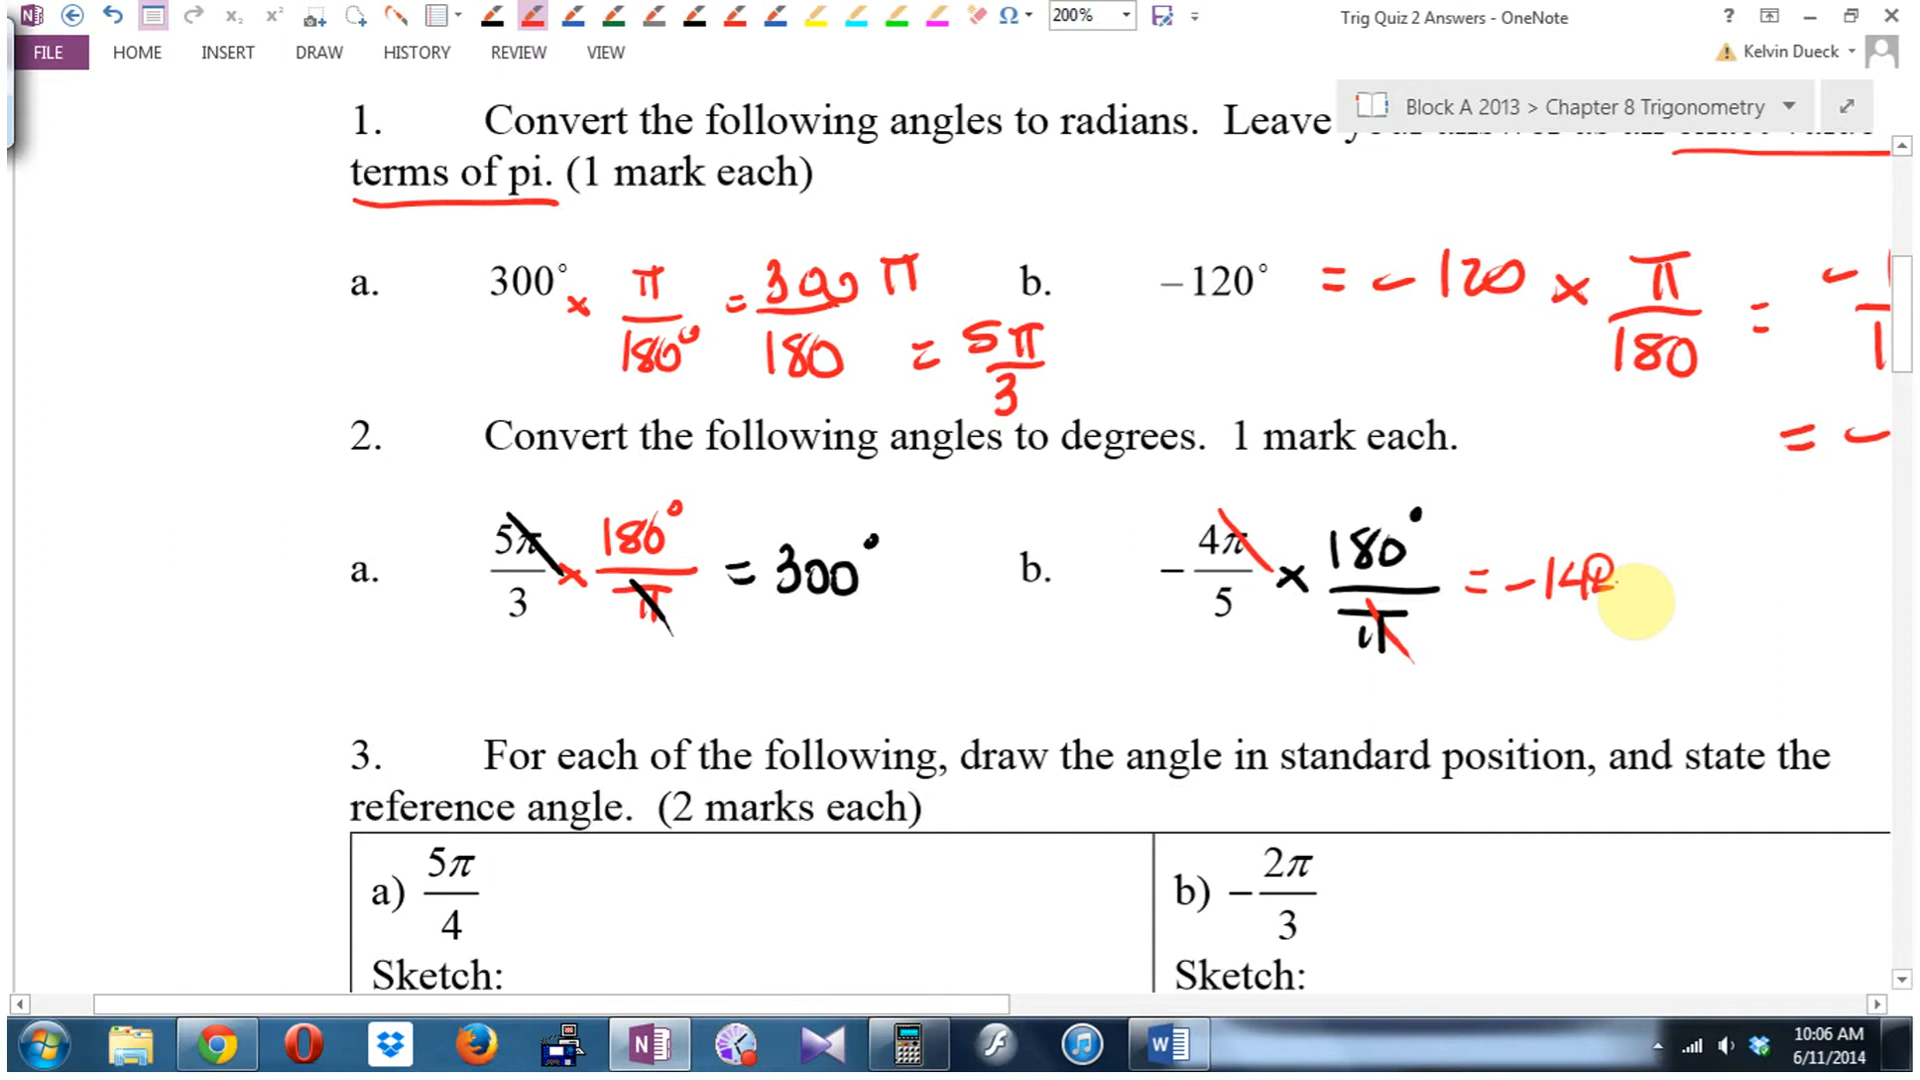 200%
Trig Quiz 2 Answers - OneNote
FILE HOME INSERT DRAW HISTORY REVIEW VIEW
Kelvin Dueck
Block A 2013 > Chapter 8 Trigonometry
1. Convert the following angles to radians. Leave
terms of pi. (1 mark each)
a. 300° × π/180° = 300π/180 = 5π/3
b. −120° = −120 × π/180 =
= −
2. Convert the following angles to degrees. 1 mark each.
a. 5π/3 × 180°/π = 300°
b. −4π/5 × 180°/π = −14
3. For each of the following, draw the angle in standard position, and state the
reference angle. (2 marks each)
a) 5π/4
Sketch:
b) −2π/3
Sketch:
10:06 AM
6/11/2014